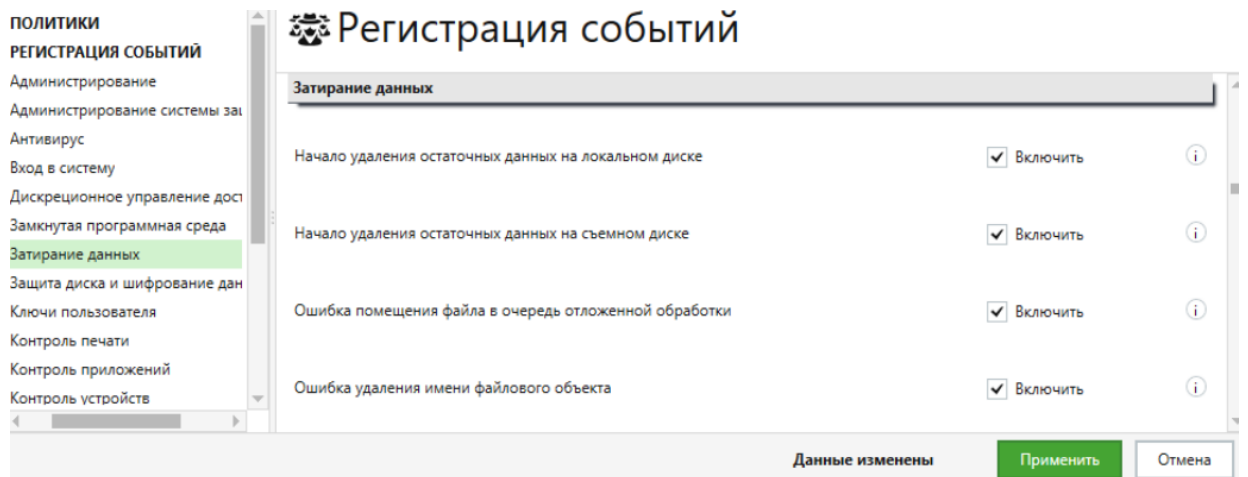 ПОЛИТИКИ
РЕГИСТРАЦИЯ СОБЫТИЙ
Администрирование
Администрирование системы за
Антивирус
Вход в систему
Дискреционное управление дост
Замкнутая программная среда
Затирание данных
Защита диска и шифрование дан
Ключи пользователя
Контроль печати
Контроль приложений
Контроль устройств
Регистрация событий
Затирание данных
Начало удаления остаточных данных на локальном диске
Включить
Начало удаления остаточных данных на съемном диске
Включить
Ошибка помещения файла в очередь отложенной обработки
Включить
Ошибка удаления имени файлового объекта
Включить
Данные изменены
Применить
Отмена